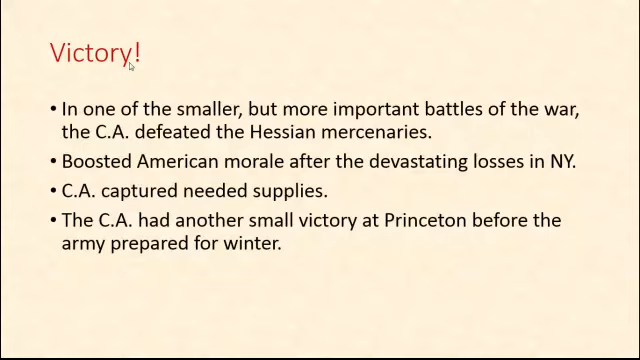 Victory!
• In one of the smaller, but more important battles of the war,
the C.A. defeated the Hessian mercenaries.
• Boosted American morale after the devastating losses in NY.
• C.A. captured needed supplies.
• The C.A. had another small victory at Princeton before the
army prepared for winter.